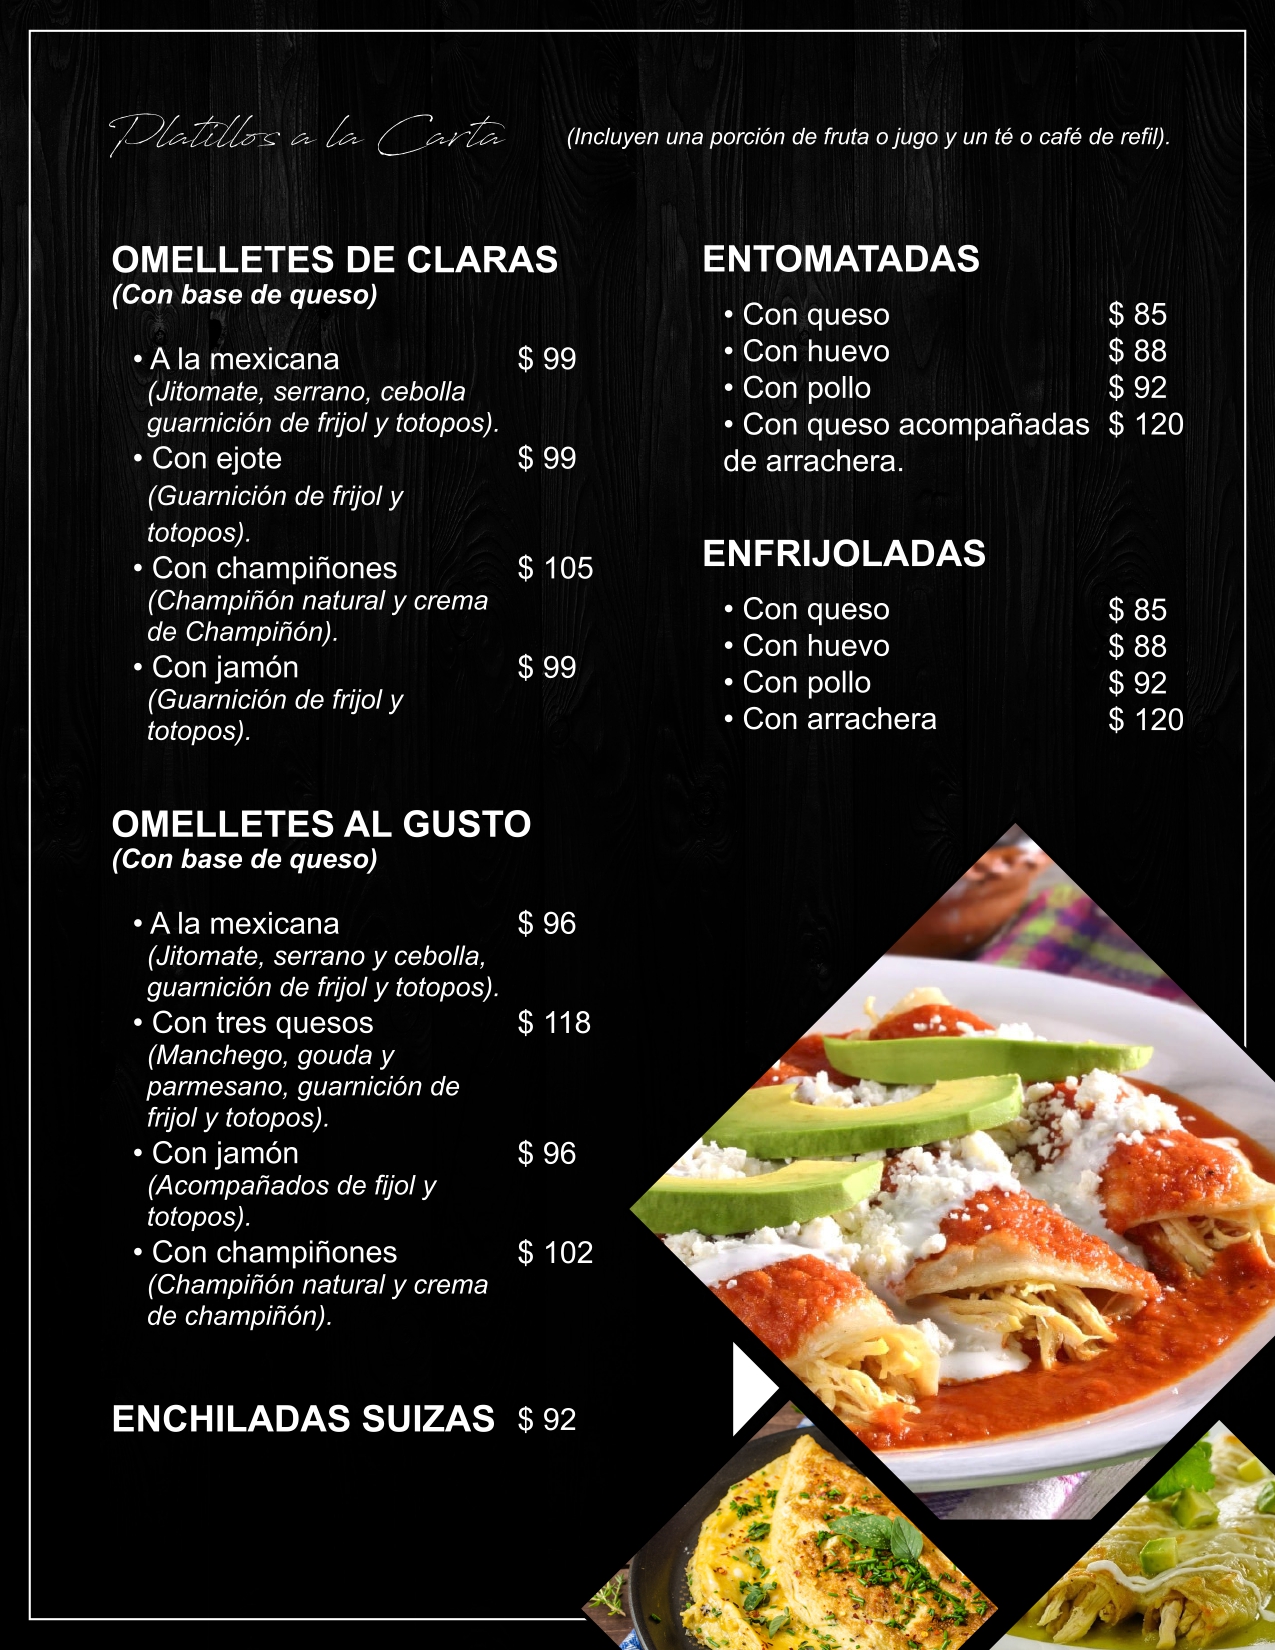 Platillos a la Carta
(Incluyen una porción de fruta o jugo y un té o café de refil).
OMELLETES DE CLARAS
(Con base de queso)
• A la mexicana $ 99
(Jitomate, serrano, cebolla
guarnición de frijol y totopos).
• Con ejote $ 99
(Guarnición de frijol y
totopos).
• Con champiñones $ 105
(Champiñón natural y crema
de Champiñón).
• Con jamón $ 99
(Guarnición de frijol y
totopos).
OMELLETES AL GUSTO
(Con base de queso)
• A la mexicana $ 96
(Jitomate, serrano y cebolla,
guarnición de frijol y totopos).
• Con tres quesos $ 118
(Manchego, gouda y
parmesano, guarnición de
frijol y totopos).
• Con jamón $ 96
(Acompañados de fijol y
totopos).
• Con champiñones $ 102
(Champiñón natural y crema
de champiñón).
ENCHILADAS SUIZAS $ 92
ENTOMATADAS
• Con queso $ 85
• Con huevo $ 88
• Con pollo $ 92
• Con queso acompañadas $ 120
de arrachera.
ENFRIJOLADAS
• Con queso $ 85
• Con huevo $ 88
• Con pollo $ 92
• Con arrachera $ 120